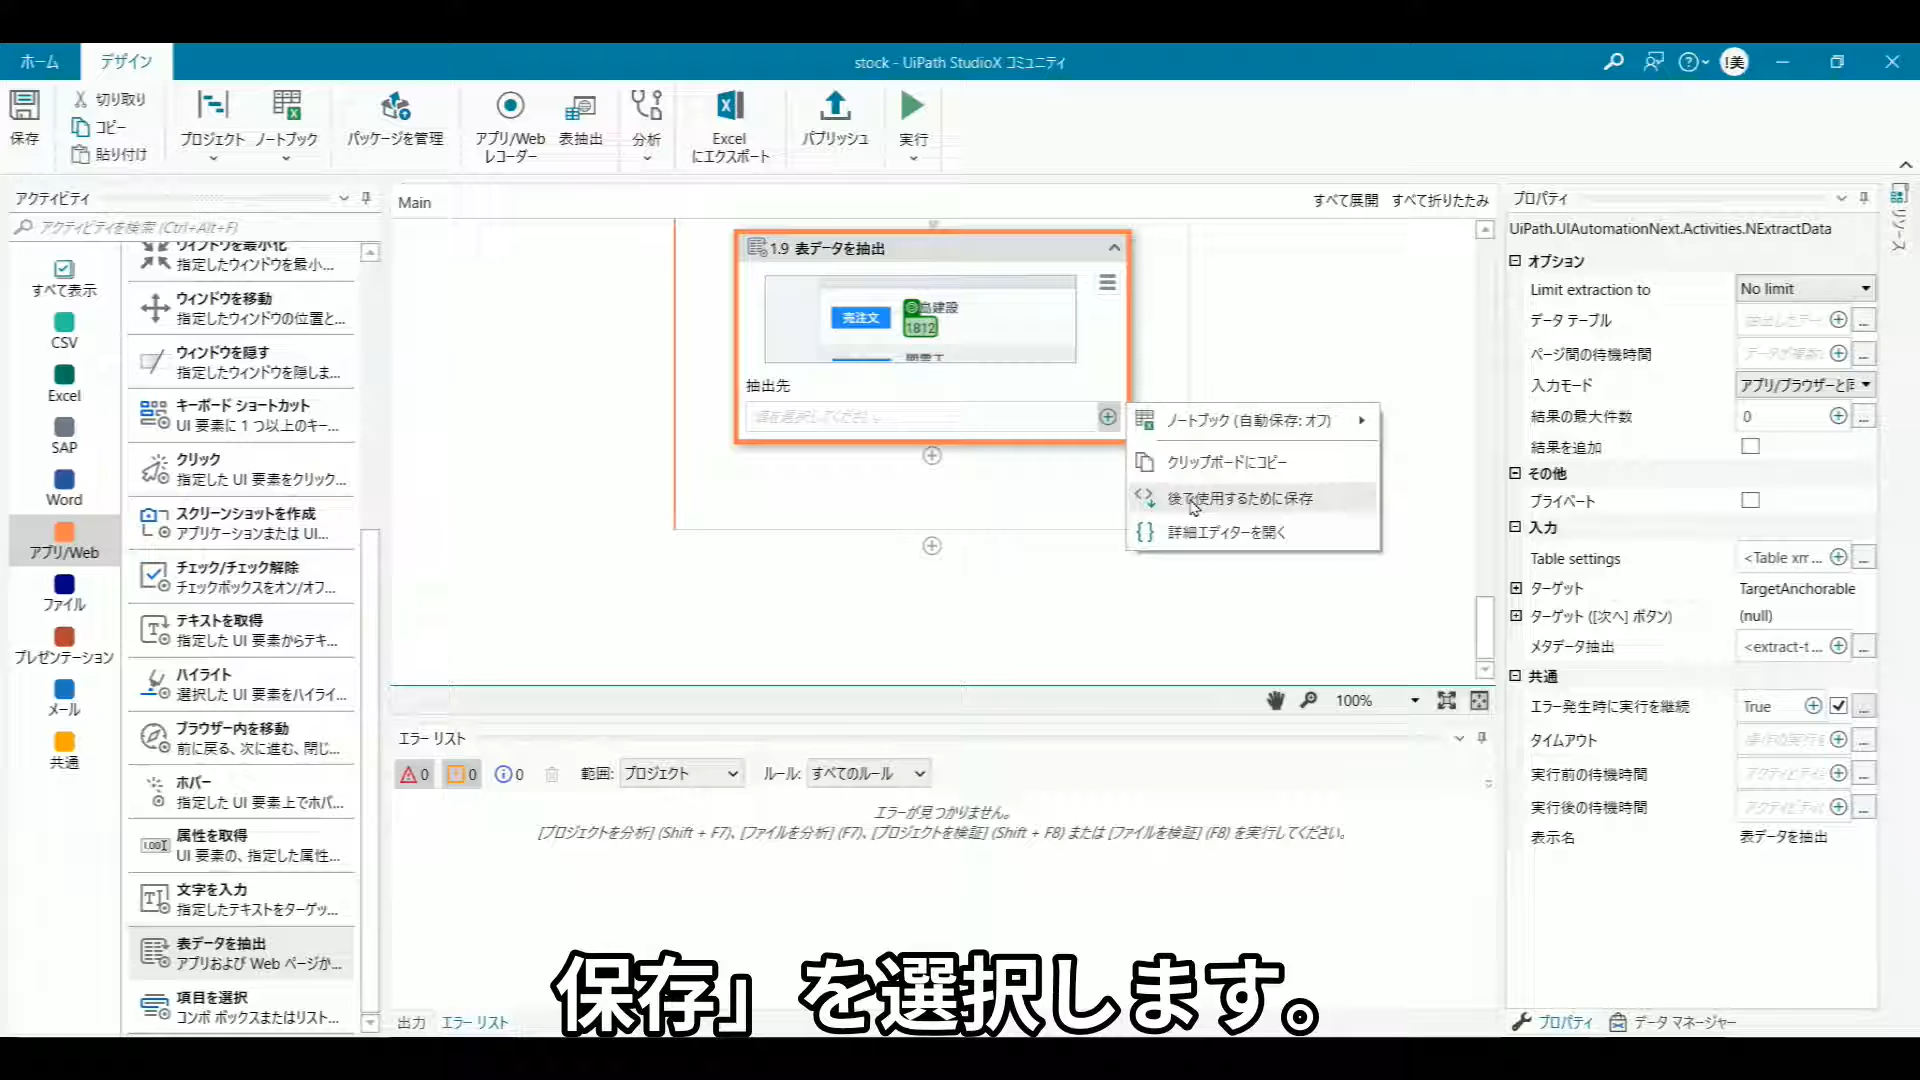 ホーム
デザイン
stock - UiPath StudioX コミュニティ
!美
保存
切り取り
コピー
貼り付け
プロジェクト
ノートブック
パッケージを管理
アプリ/Web
レコーダー
表抽出
分析
Excel
にエクスポート
パブリッシュ
実行
アクティビティ
アクティビティを検索 (Ctrl+Alt+F)
すべて表示
CSV
Excel
SAP
Word
アプリ/Web
ファイル
プレゼンテーション
メール
共通
ウィンドウを最小化
指定したウィンドウを最小...
ウィンドウを移動
指定したウィンドウの位置と...
ウィンドウを隠す
指定したウィンドウを隠しま...
キーボード ショートカット
UI 要素に 1 つ以上のキー...
クリック
指定した UI 要素をクリック...
スクリーンショットを作成
アプリケーションまたは UI...
チェック/チェック解除
チェックボックスをオン/オフ...
テキストを取得
指定した UI 要素からテキ...
ハイライト
選択した UI 要素をハイライ...
ブラウザー内を移動
前に戻る、次に進む、閉じ...
ホバー
指定した UI 要素上でホバ...
属性を取得
UI 要素の、指定した属性...
文字を入力
指定したテキストをターゲッ...
表データを抽出
アプリおよび Web ページか...
項目を選択
コンボ ボックスまたはリスト...
Main
すべて展開 すべて折りたたみ
1.9 表データを抽出
売注文
島建設
1812
抽出先
値を選択してください。
ノートブック (自動保存: オフ)
クリップボードにコピー
後で使用するために保存
詳細エディターを開く
100%
エラー リスト
0
0
0
範囲: プロジェクト
ルール: すべてのルール
エラーが見つかりません。
[プロジェクトを分析] (Shift + F7)、[ファイルを分析] (F7)、[プロジェクトを検証] (Shift + F8) または [ファイルを検証] (F8) を実行してください。
出力
エラー リスト
プロパティ
UiPath.UIAutomationNext.Activities.NExtractData
オプション
Limit extraction to No limit
データ テーブル
ページ間の待機時間
入力モード
結果の最大件数 0
結果を追加
その他
プライベート
入力
Table settings <Table xm ...
ターゲット TargetAnchorable
ターゲット ([次へ] ボタン) (null)
メタデータ抽出 <extract-t ...
共通
エラー発生時に実行を継続 True
タイムアウト
実行前の待機時間
実行後の待機時間
表示名 表データを抽出
プロパティ
データ マネージャー
リソース
保存」を選択します。